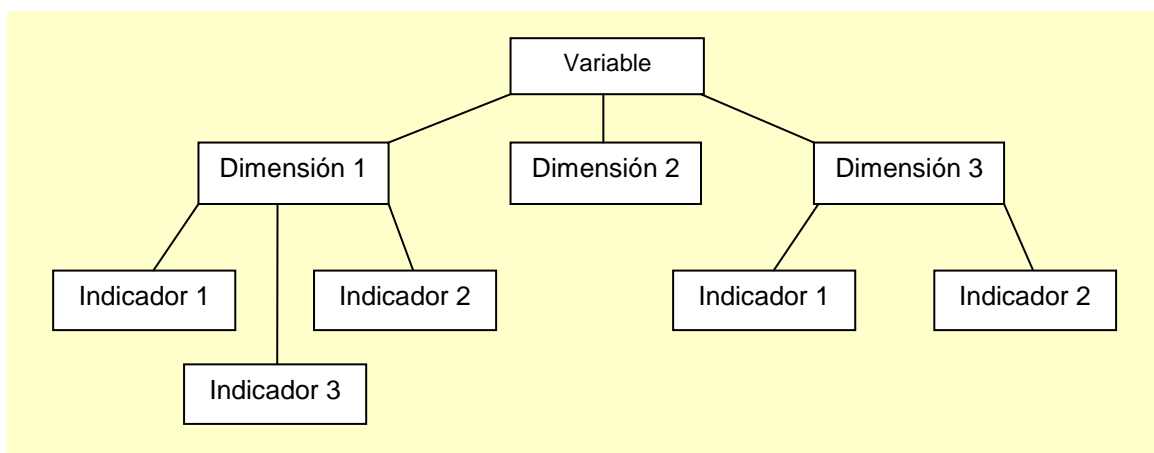 Variable
Dimensión 1
Dimensión 2
Dimensión 3
Indicador 1
Indicador 2
Indicador 1
Indicador 2
Indicador 3